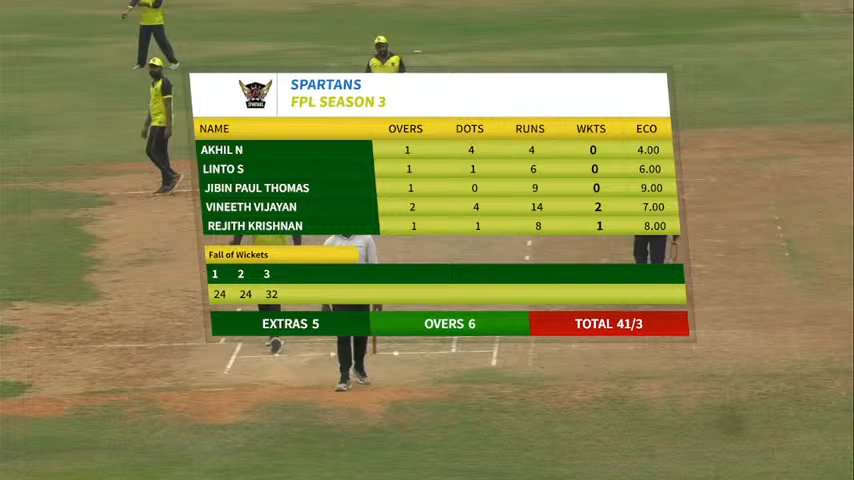 SPARTANS
SPARTANS
FPL SEASON 3
NAME OVERS DOTS RUNS WKTS ECO
AKHIL N 1 4 4 0 4.00
LINTO S 1 1 6 0 6.00
JIBIN PAUL THOMAS 1 0 9 0 9.00
VINEETH VIJAYAN 2 4 14 2 7.00
REJITH KRISHNAN 1 1 8 1 8.00
Fall of Wickets
1 2 3
24 24 32
EXTRAS 5 OVERS 6 TOTAL 41/3